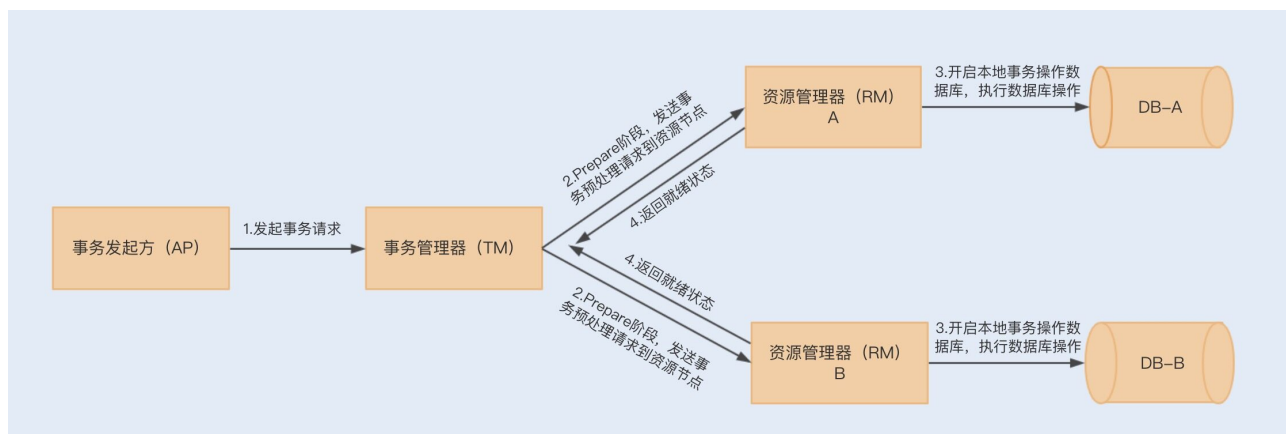 事务发起方（AP）
1.发起事务请求
事务管理器（TM）
2.Prepare阶段，发送事
务预处理请求到资源节点
4.返回就绪状态
资源管理器（RM）
A
3.开启本地事务操作数
据库，执行数据库操作
DB-A
4.返回就绪状态
2.Prepare阶段，发送事
务预处理请求到资源节点
资源管理器（RM）
B
3.开启本地事务操作数
据库，执行数据库操作
DB-B